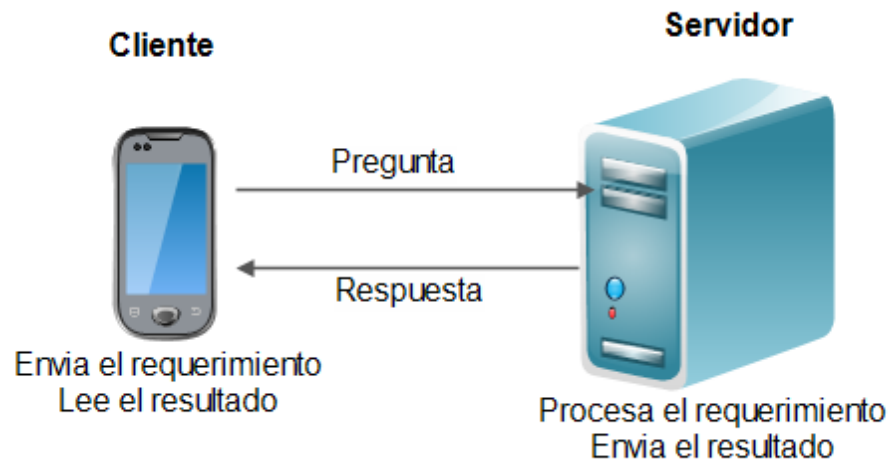 Cliente
Servidor
Pregunta
Respuesta
Envia el requerimiento
Lee el resultado
Procesa el requerimiento
Envia el resultado